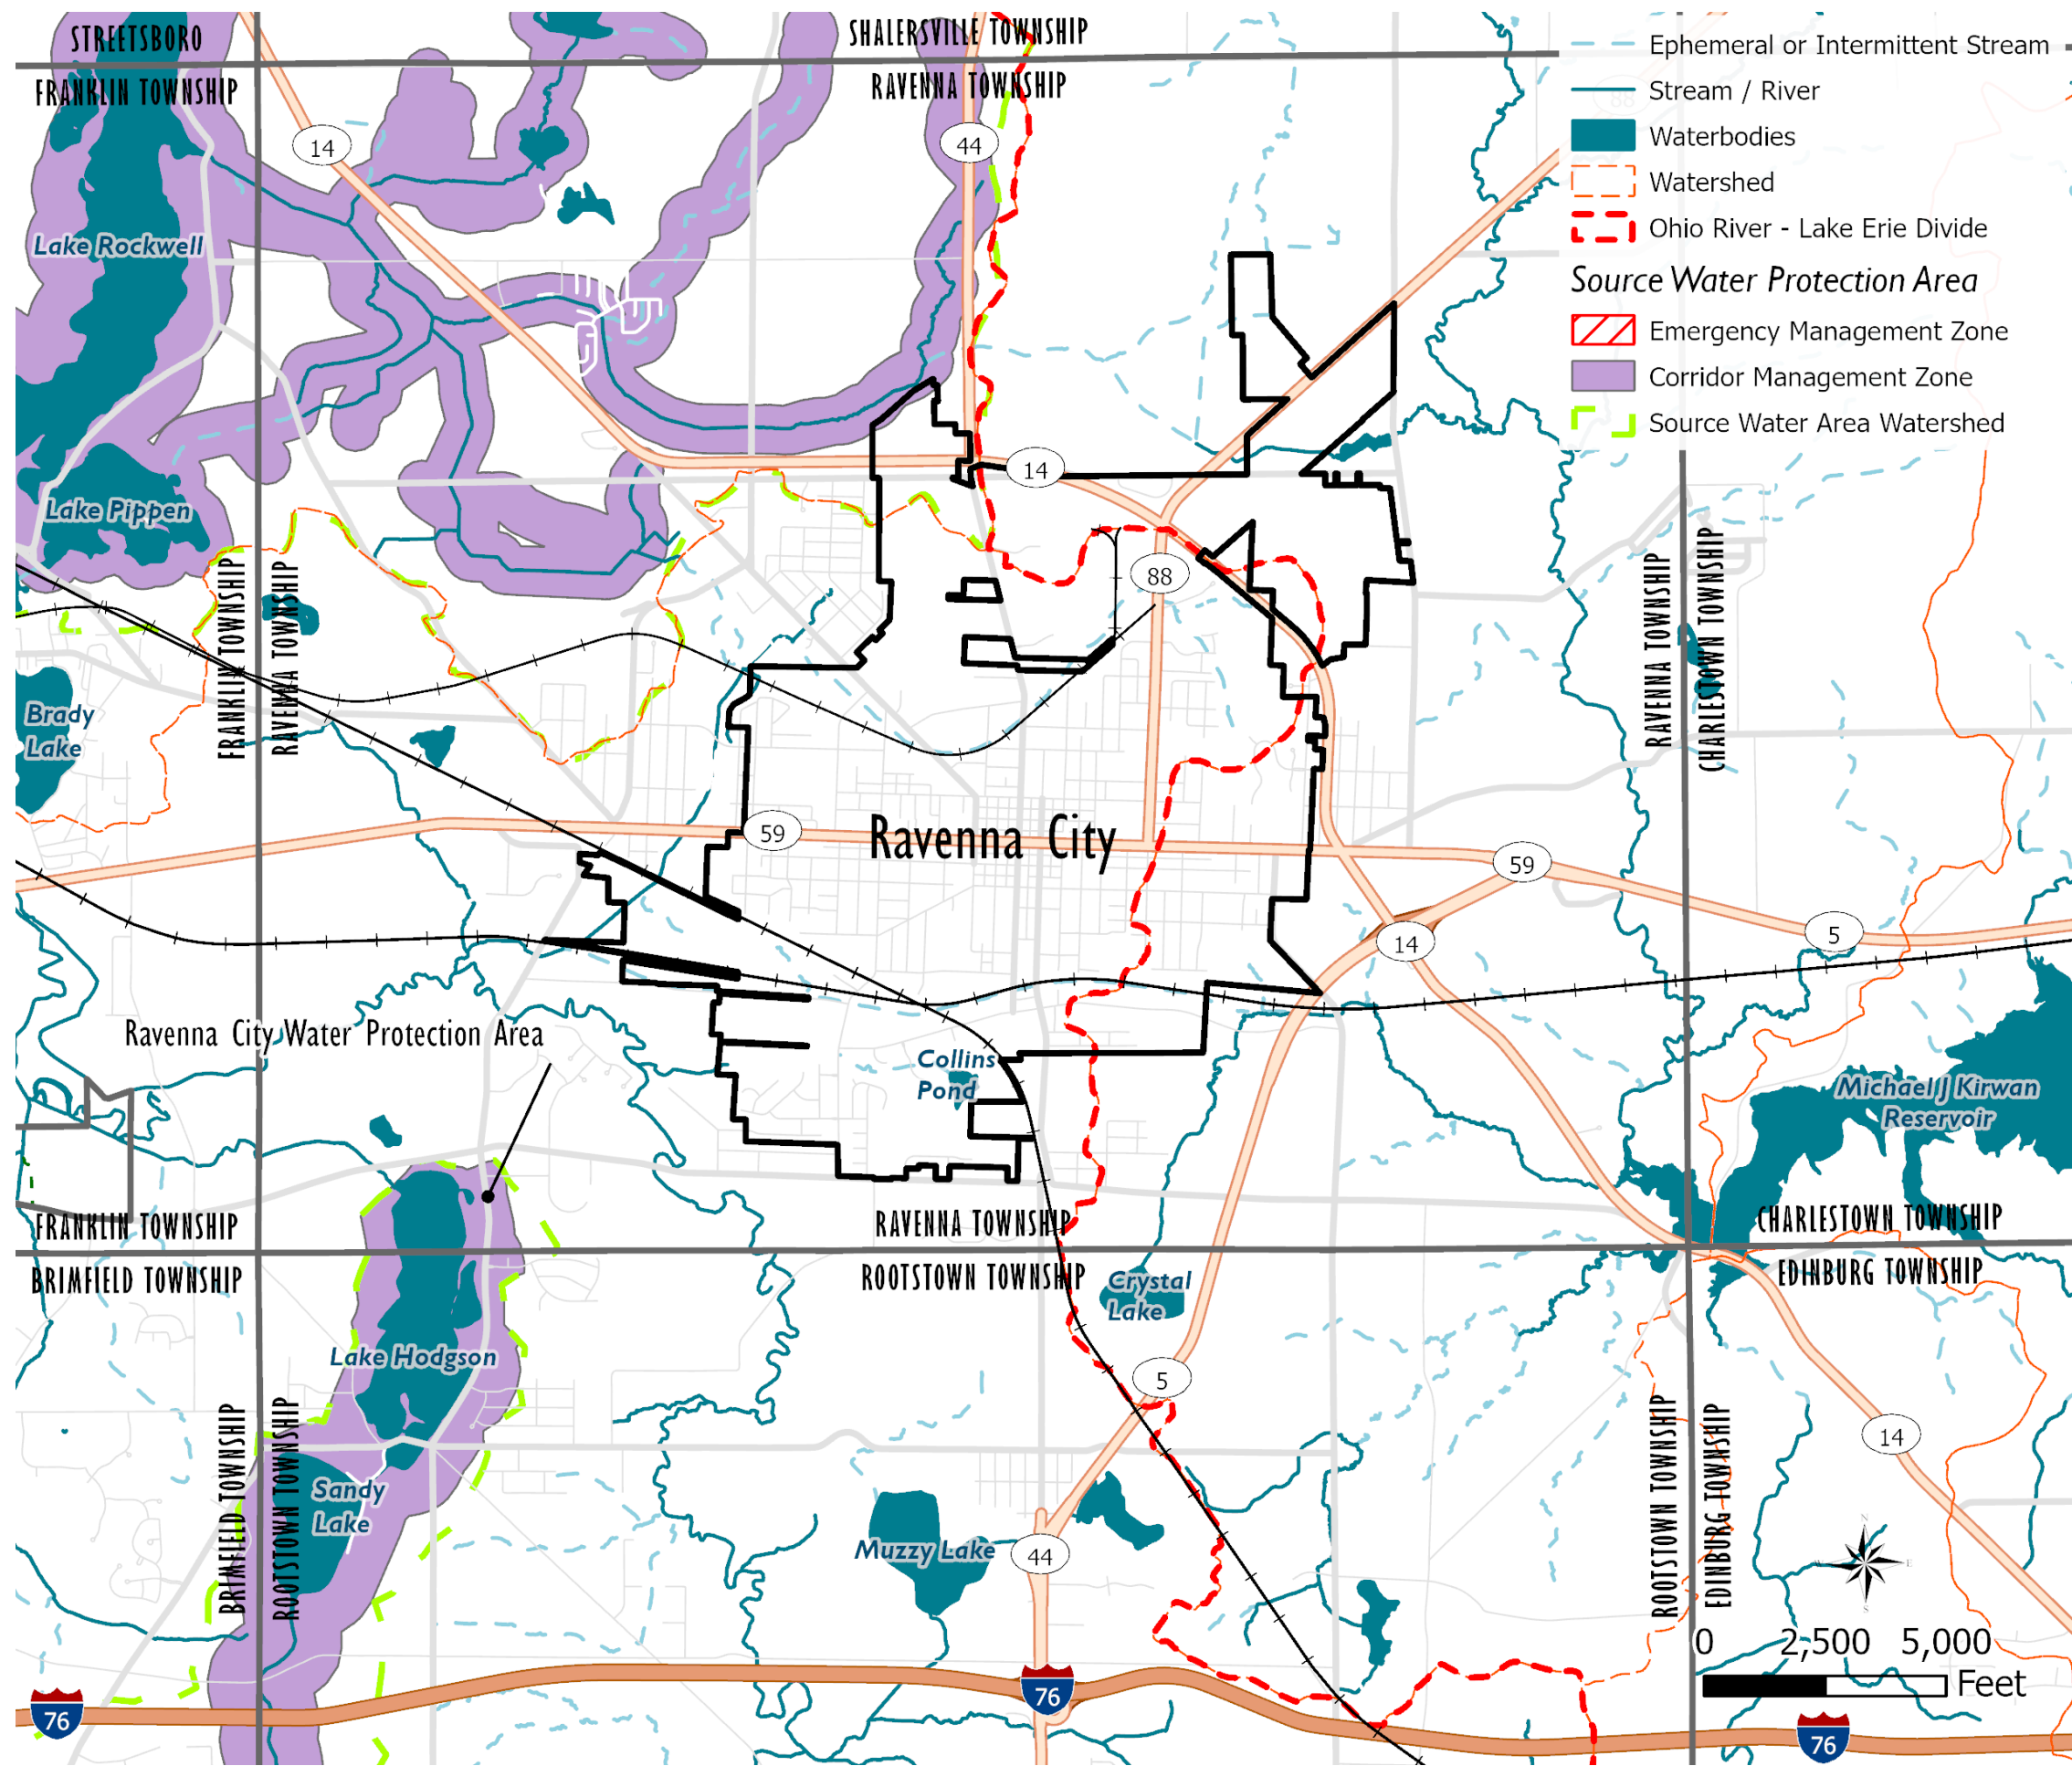 STREETSBORO
FRANKLIN TOWNSHIP
SHALERSVILLE TOWNSHIP
RAVENNA TOWNSHIP
Ephemeral or Intermittent Stream
Stream / River
Waterbodies
Watershed
Ohio River - Lake Erie Divide
Source Water Protection Area
Emergency Management Zone
Corridor Management Zone
Source Water Area Watershed
88
14
44
Lake Rockwell
14
Lake Pippen
88
FRANKLIN TOWNSHIP
RAVENNA TOWNSHIP
RAVENNA TOWNSHIP
CHARLESTOWN TOWNSHIP
Brady
Lake
59
Ravenna City
59
5
14
Ravenna City Water Protection Area
Collins
Pond
Michael J Kirwan
Reservoir
FRANKLIN TOWNSHIP
BRIMFIELD TOWNSHIP
RAVENNA TOWNSHIP
ROOTSTOWN TOWNSHIP
CHARLESTOWN TOWNSHIP
EDINBURG TOWNSHIP
Crystal
Lake
Lake Hodgson
5
14
BRIMFIELD TOWNSHIP
ROOTSTOWN TOWNSHIP
ROOTSTOWN TOWNSHIP
EDINBURG TOWNSHIP
Sandy
Lake
Muzzy Lake
44
N
E
S
0 2,500 5,000
Feet
76
76
76